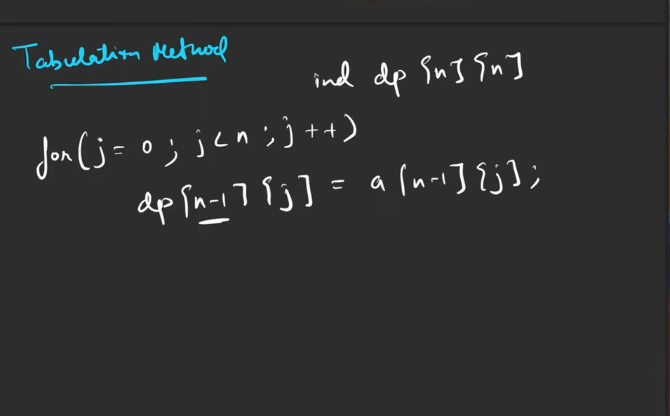 Tabulation Method
ind dp [n][n]
for(j = 0 ; j < n ; j ++)
dp [n-1] [j] = a [n-1] [j] ;